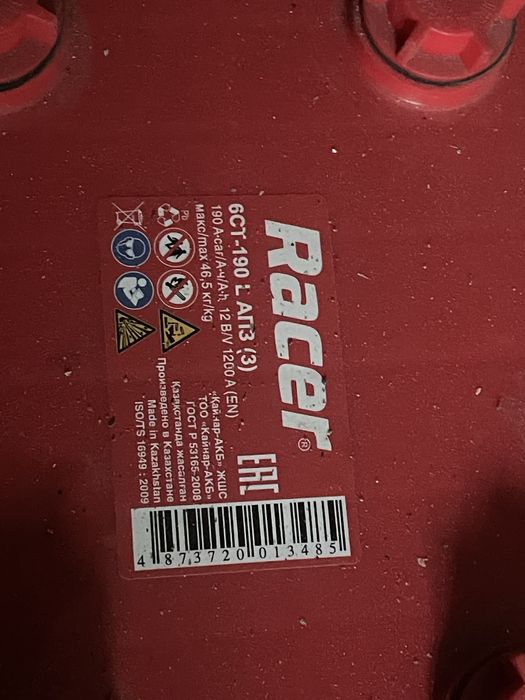 Racer®
6СТ-190 L АПЗ (3)
190 А·сағ/А·ч/A·h, 12 В/V 1200 А (EN)
макс/max 46,5 кг/kg
Pb
«Қайнар-АКБ» ЖШС
ТОО «Кайнар-АКБ»
ГОСТ Р 53165-2008
Қазақстанда жасалған
Произведено в Казахстане
Made in Kazakhstan
ISO/TS 16949 : 2009
EAC
4 873720 013485